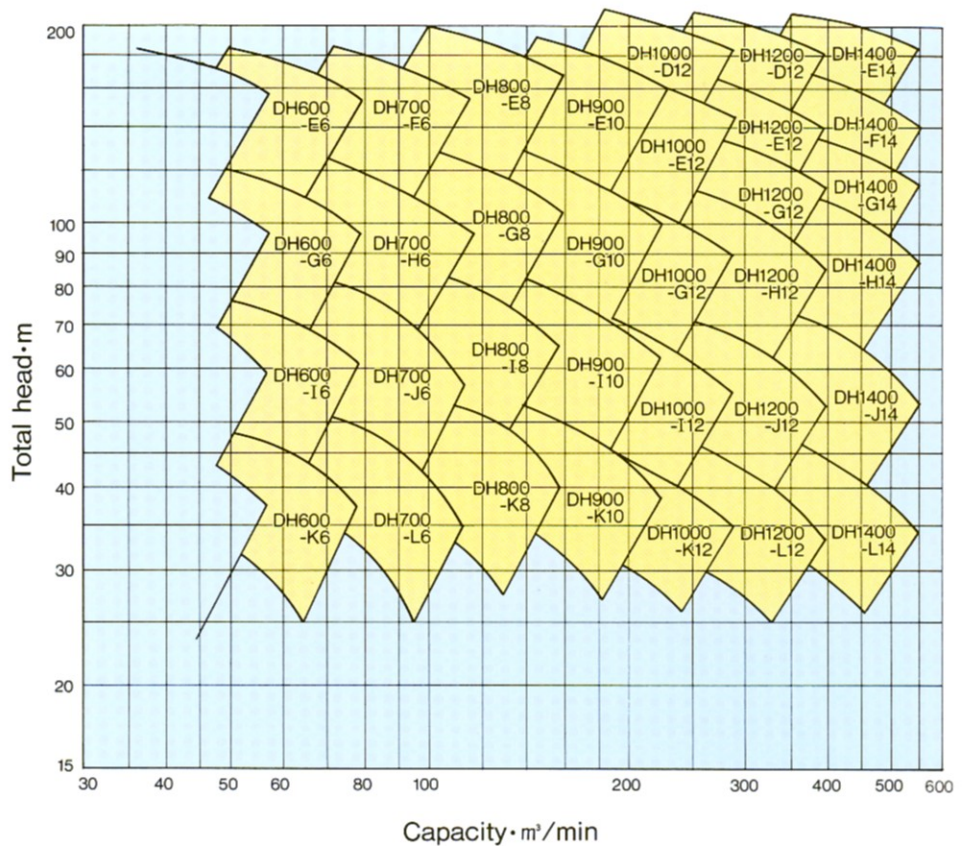 200
100
90
80
70
60
50
40
30
20
15
Total head·m
30
40
50
60
80
100
200
300
400
500
600
Capacity·m³/min
DH600
-E6
DH700
-F6
DH800
-E8
DH900
-E10
DH1000
-D12
DH1200
-D12
DH1400
-E14
DH1000
-E12
DH1200
-E12
DH1400
-F14
DH1200
-G12
DH1400
-G14
DH600
-G6
DH700
-H6
DH800
-G8
DH900
-G10
DH1000
-G12
DH1200
-H12
DH1400
-H14
DH600
-I6
DH700
-J6
DH800
-I8
DH900
-I10
DH1000
-I12
DH1200
-J12
DH1400
-J14
DH600
-K6
DH700
-L6
DH800
-K8
DH900
-K10
DH1000
-K12
DH1200
-L12
DH1400
-L14